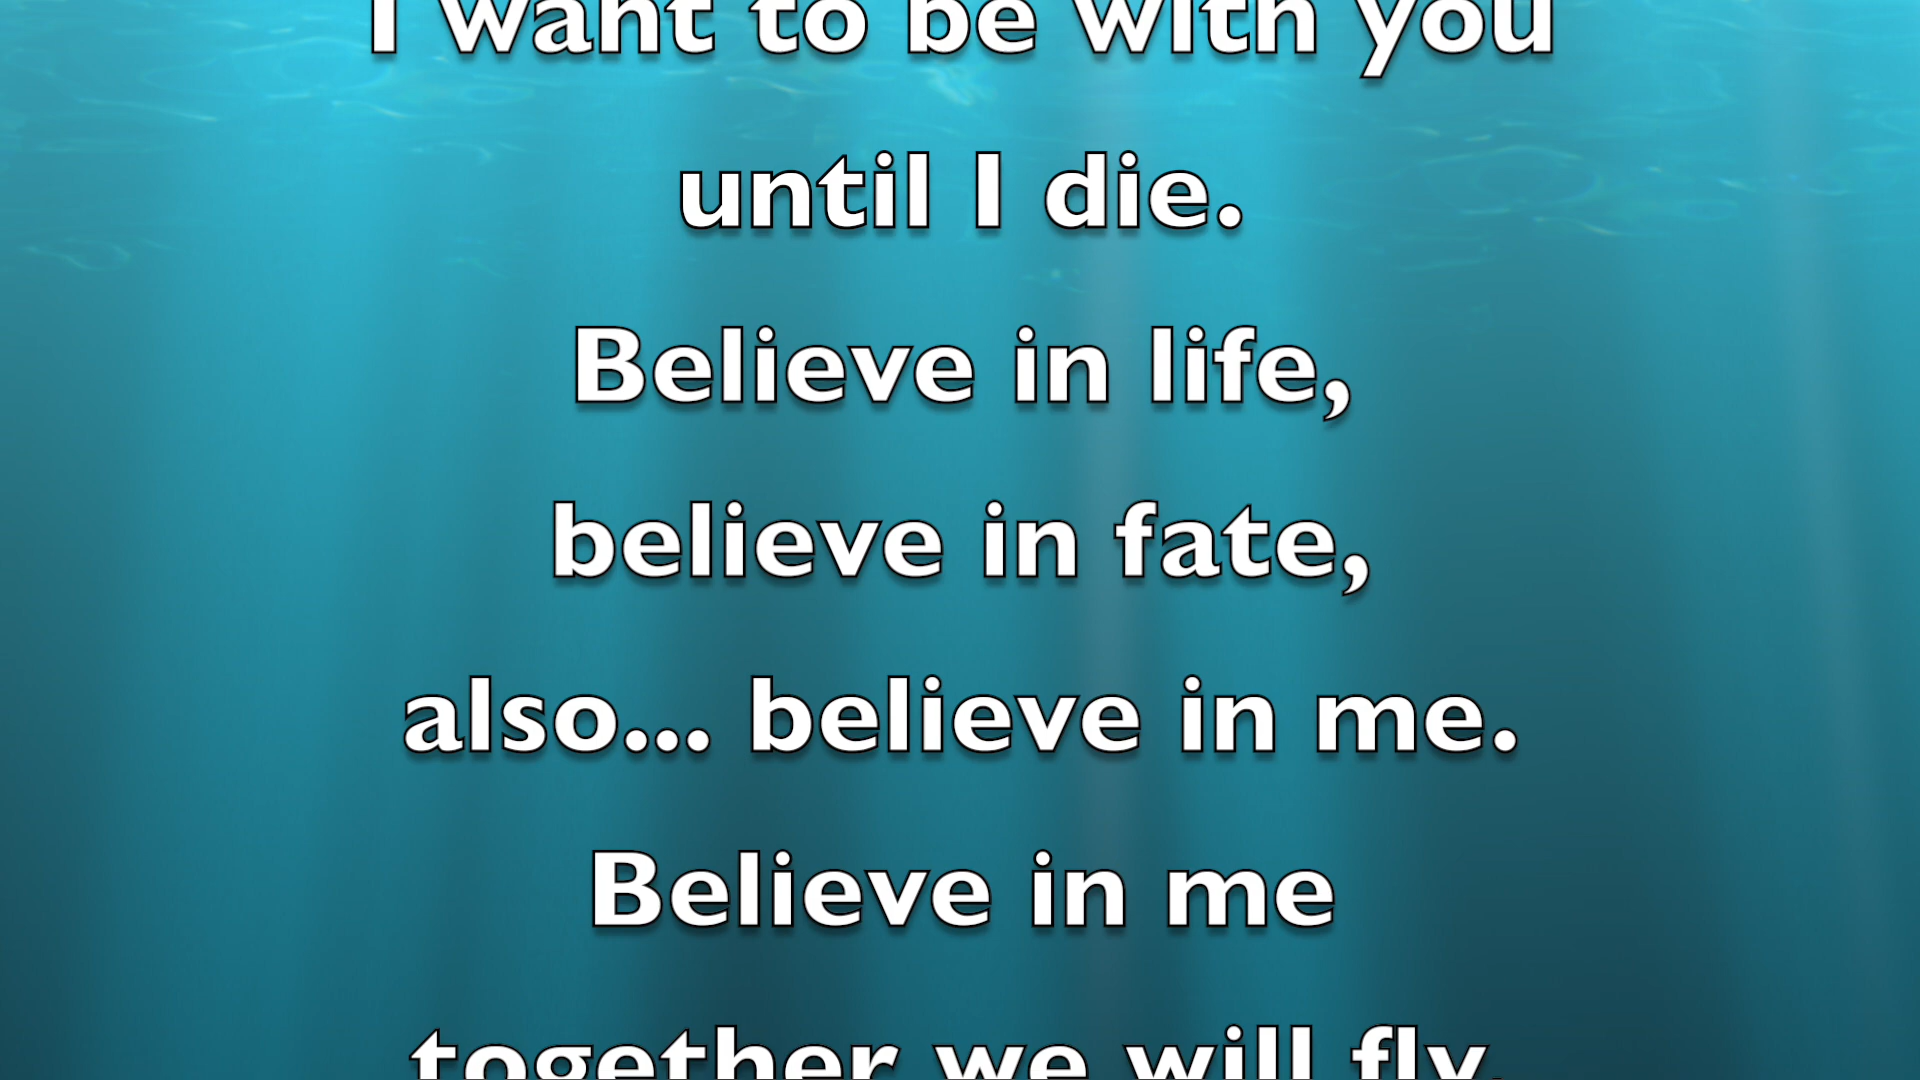 I want to be with you
until I die.
Believe in life,
believe in fate,
also... believe in me.
Believe in me
together we will fly.